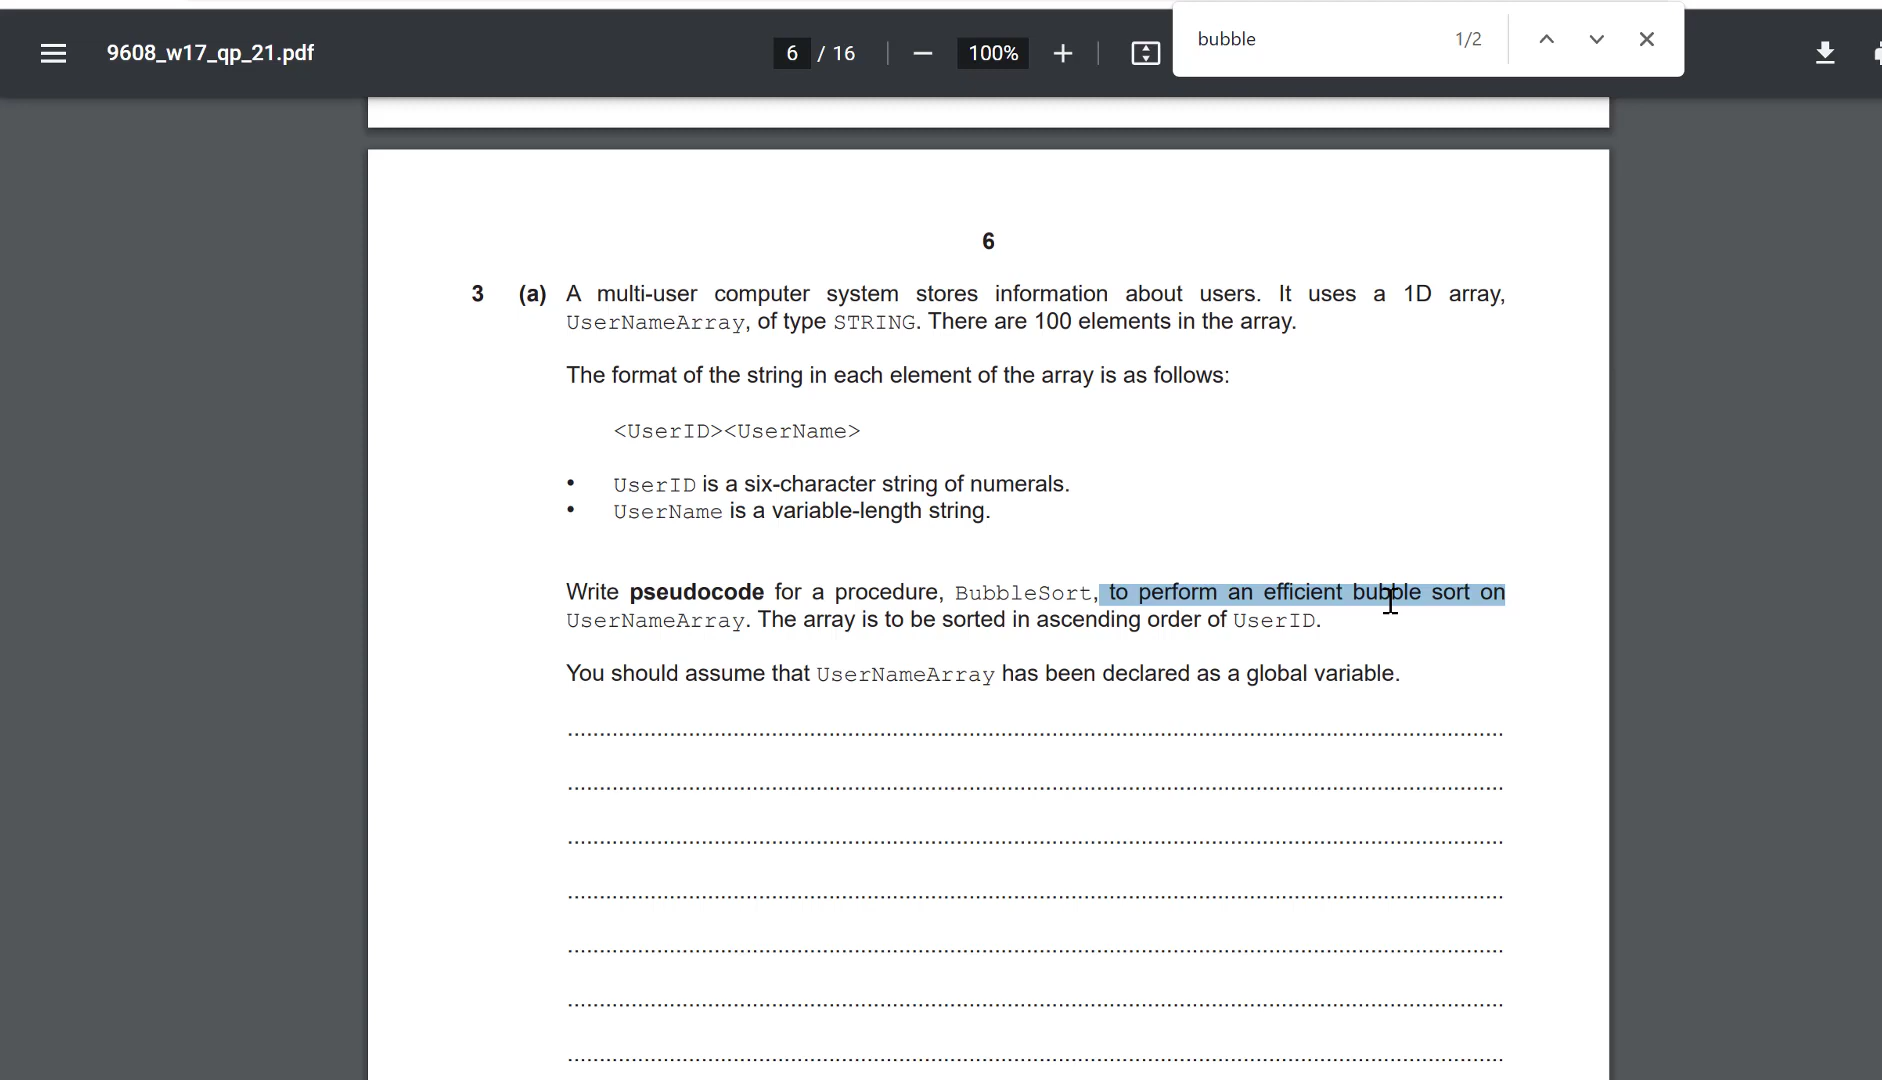 9608_w17_qp_21.pdf
6 / 16
100%
bubble
1/2
6
3 (a) A multi-user computer system stores information about users. It uses a 1D array,
UserNameArray, of type STRING. There are 100 elements in the array.
The format of the string in each element of the array is as follows:
<UserID><UserName>
• UserID is a six-character string of numerals.
• UserName is a variable-length string.
Write pseudocode for a procedure, BubbleSort, to perform an efficient bubble sort on
UserNameArray. The array is to be sorted in ascending order of UserID.
You should assume that UserNameArray has been declared as a global variable.